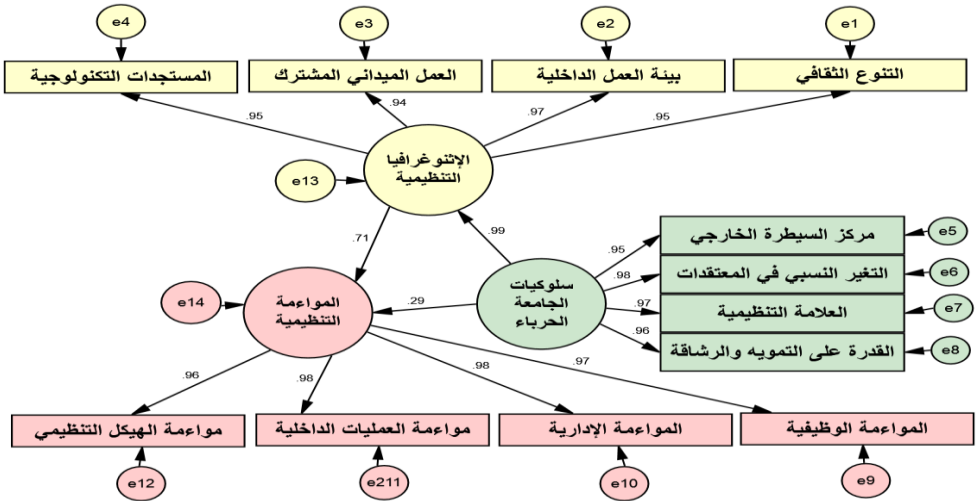 e4
e3
e2
e1
المستجدات التكنولوجية
العمل الميداني المشترك
بيئة العمل الداخلية
التنوع الثقافي
.95
.94
.97
.95
الإثنوغرافيا
التنظيمية
e13
.71
.99
مركز السيطرة الخارجي
e5
التغير النسبي في المعتقدات
e6
العلامة التنظيمية
e7
القدرة على التمويه والرشاقة
e8
.95
.98
.97
.96
سلوكيات
الجامعة
الحرباء
.29
المواءمة
التنظيمية
e14
.96
.98
.98
.97
مواءمة الهيكل التنظيمي
مواءمة العمليات الداخلية
المواءمة الإدارية
المواءمة الوظيفية
e12
e211
e10
e9